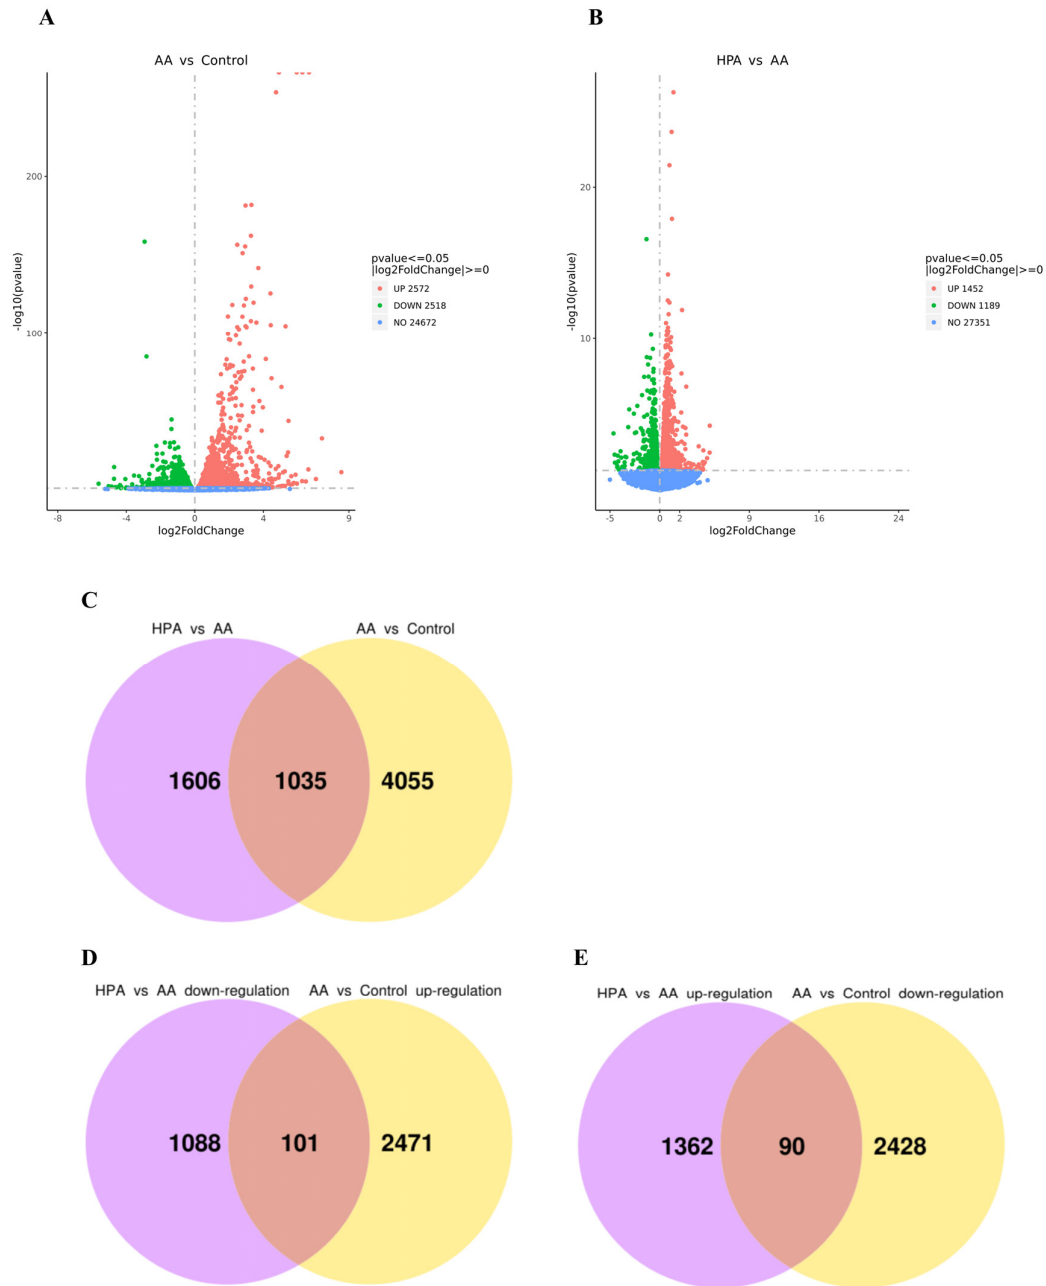 A
B
AA vs Control
HPA vs AA
200
100
-log10(pvalue)
-8
-4
0
4
9
log2FoldChange
pvalue<=0.05
|log2FoldChange|>=0
UP 2572
DOWN 2518
NO 24672
20
10
-log10(pvalue)
-5
0
2
9
16
24
log2FoldChange
pvalue<=0.05
|log2FoldChange|>=0
UP 1452
DOWN 1189
NO 27351
C
HPA vs AA
AA vs Control
1606
1035
4055
D
HPA vs AA down-regulation
AA vs Control up-regulation
1088
101
2471
E
HPA vs AA up-regulation
AA vs Control down-regulation
1362
90
2428